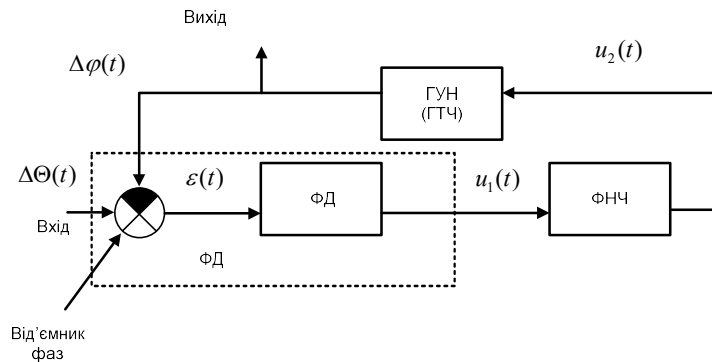 Вихід
Δφ(t)
u₂(t)
ГУН
(ГТЧ)
ΔΘ(t)
ε(t)
ФД
u₁(t)
ФНЧ
Вхід
ФД
Від’ємник
фаз